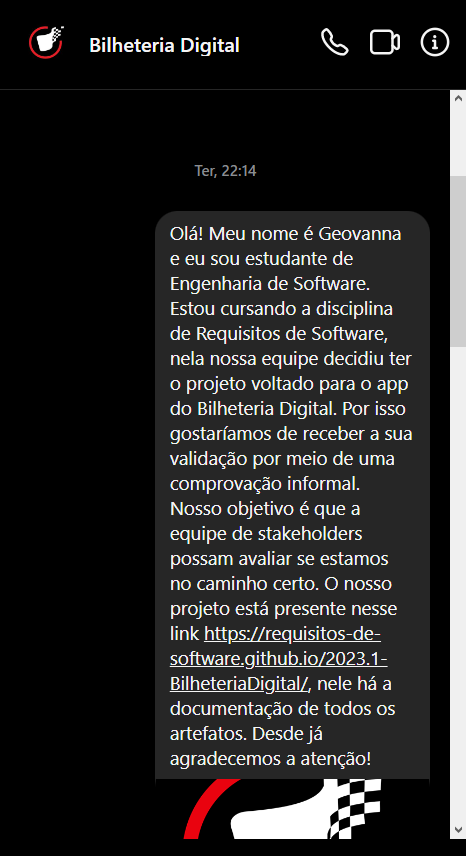 Bilheteria Digital
Ter, 22:14
Olá! Meu nome é Geovanna
e eu sou estudante de
Engenharia de Software.
Estou cursando a disciplina
de Requisitos de Software,
nela nossa equipe decidiu ter
o projeto voltado para o app
do Bilheteria Digital. Por isso
gostaríamos de receber a sua
validação por meio de uma
comprovação informal.
Nosso objetivo é que a
equipe de stakeholders
possam avaliar se estamos
no caminho certo. O nosso
projeto está presente nesse
link https://requisitos-de-
software.github.io/2023.1-
BilheteriaDigital/, nele há a
documentação de todos os
artefatos. Desde já
agradecemos a atenção!